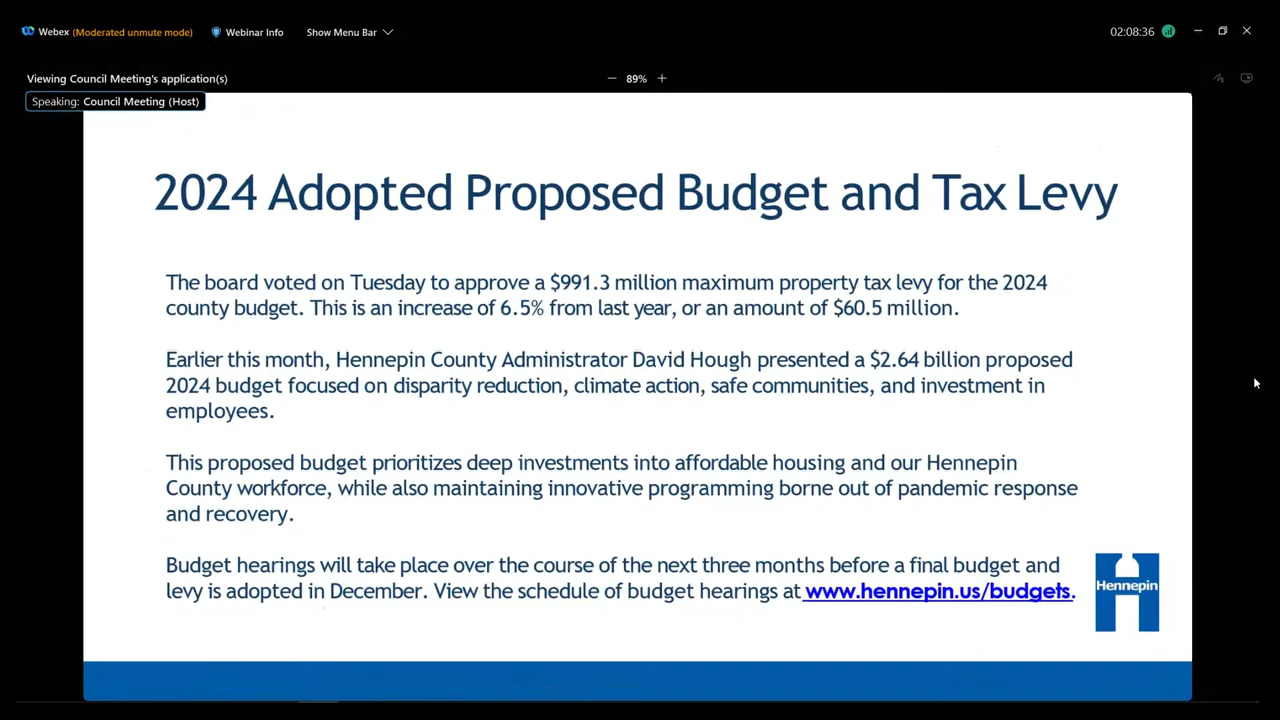 Webex (Moderated unmute mode) Webinar Info Show Menu Bar 02:08:36
Viewing Council Meeting's application(s) 89%
Speaking: Council Meeting (Host)
2024 Adopted Proposed Budget and Tax Levy
The board voted on Tuesday to approve a $991.3 million maximum property tax levy for the 2024
county budget. This is an increase of 6.5% from last year, or an amount of $60.5 million.
Earlier this month, Hennepin County Administrator David Hough presented a $2.64 billion proposed
2024 budget focused on disparity reduction, climate action, safe communities, and investment in
employees.
This proposed budget prioritizes deep investments into affordable housing and our Hennepin
County workforce, while also maintaining innovative programming borne out of pandemic response
and recovery.
Budget hearings will take place over the course of the next three months before a final budget and
levy is adopted in December. View the schedule of budget hearings at www.hennepin.us/budgets.
Hennepin